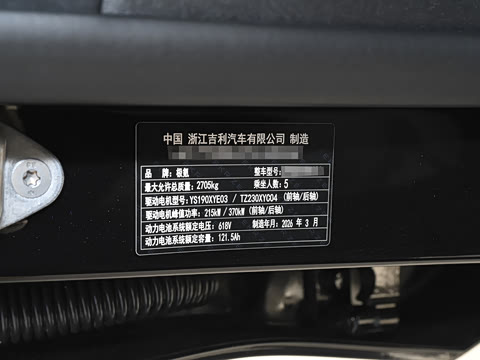 中国 浙江吉利汽车有限公司 制造
品 牌：极氪 整车型号：
最大允许总质量：2705kg 乘坐人数：5
驱动电机型号：YS190XYE03 / TZ230XYC04 (前轴/后轴)
驱动电机峰值功率：215kW / 370kW (前轴/后轴)
动力电池系统额定电压：618V 制造年月：2026 年 3 月
动力电池系统额定容量：121.5Ah